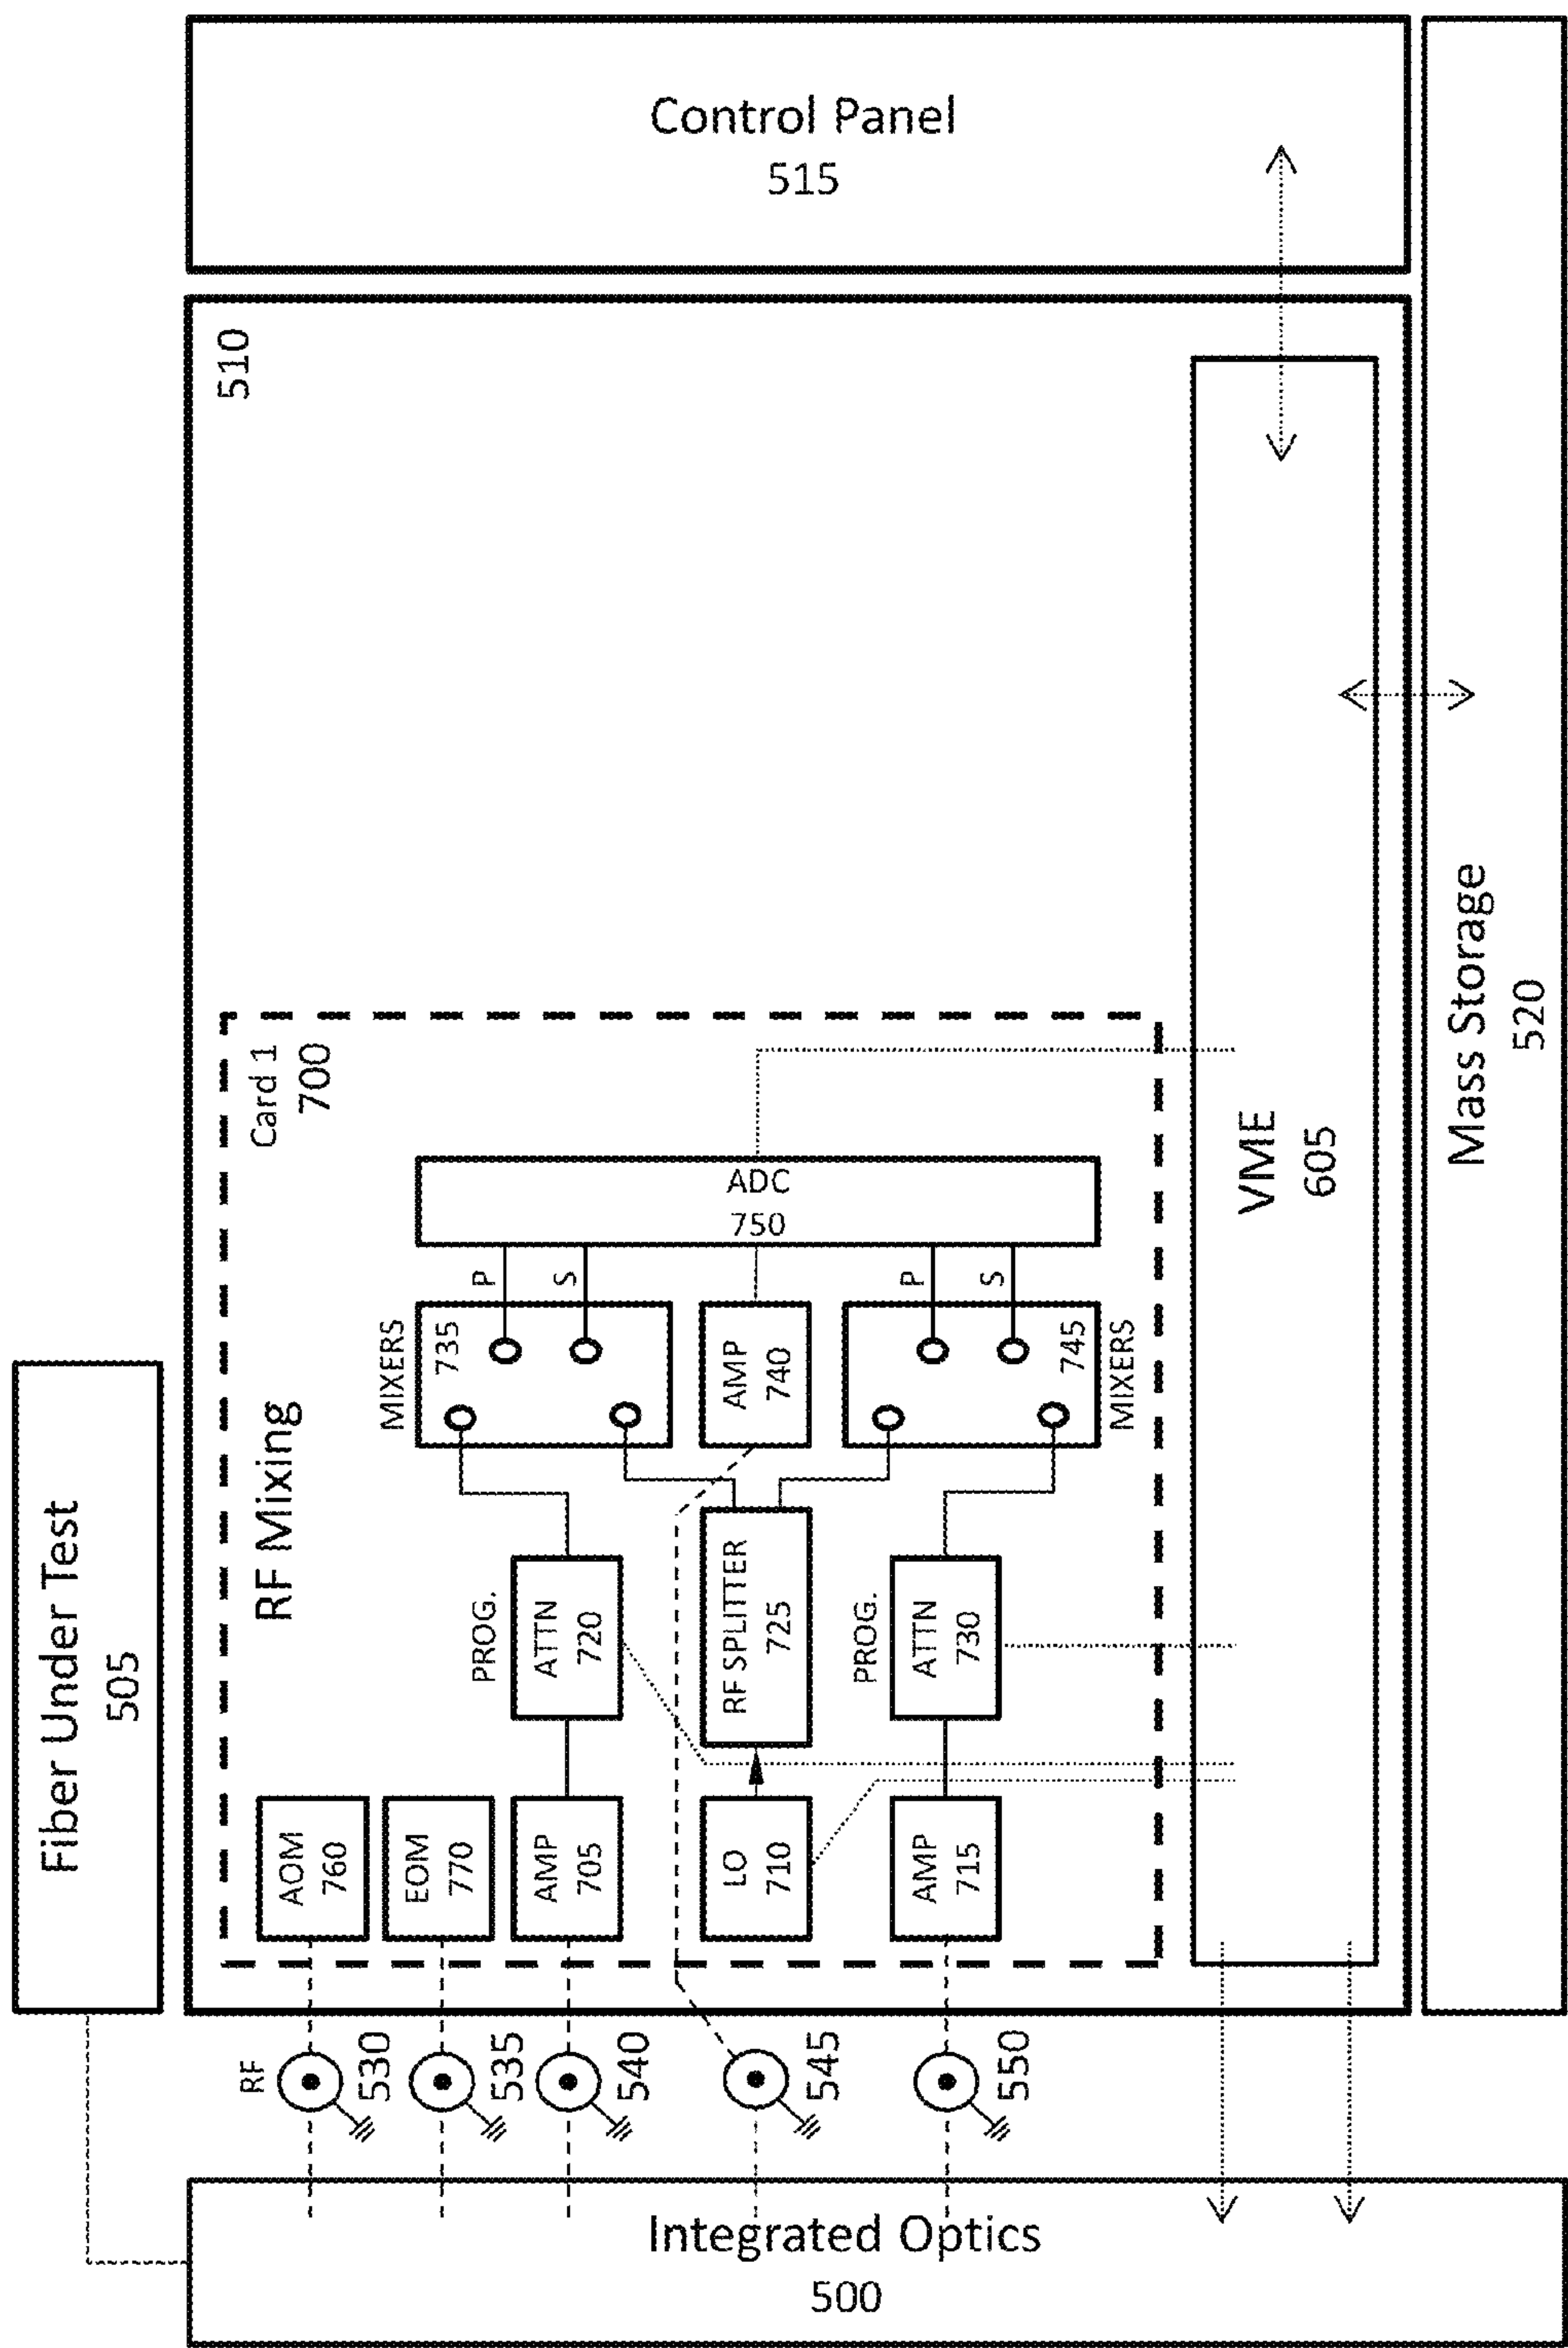 Control Panel
515
510
Fiber Under Test
505
Card 1
700
RF Mixing
ADC
750
P
S
P
S
MIXERS
735
AMP
740
745
MIXERS
PROG.
ATTN
720
RF SPLITTER
725
PROG.
ATTN
730
AOM
760
EOM
770
AMP
705
LO
710
AMP
715
VME
605
Mass Storage
520
RF
530
535
540
545
550
Integrated Optics
500